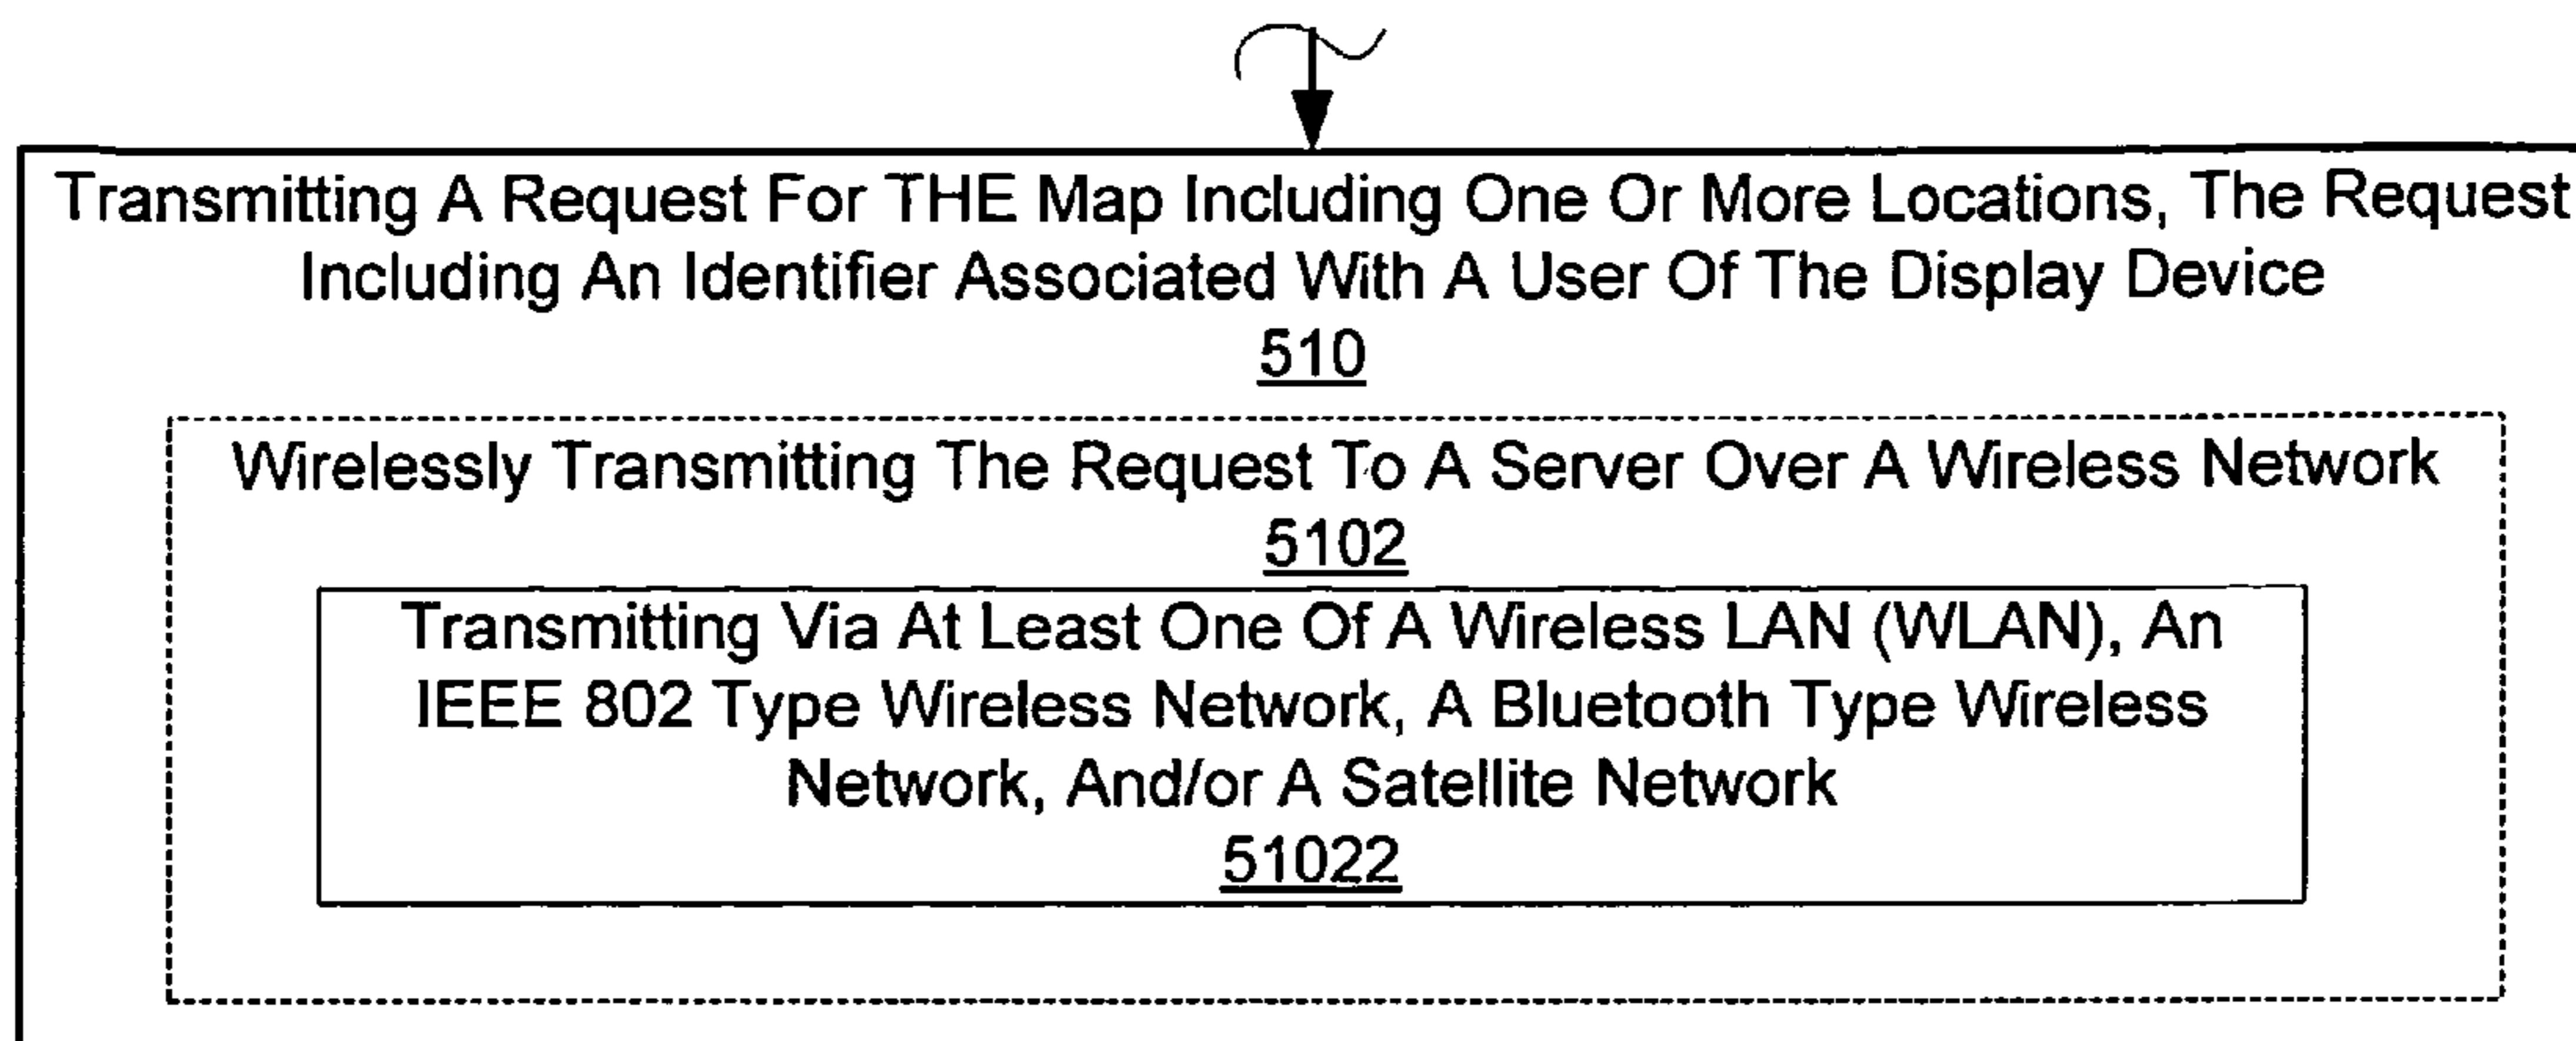 Transmitting A Request For THE Map Including One Or More Locations, The Request
Including An Identifier Associated With A User Of The Display Device
510
Wirelessly Transmitting The Request To A Server Over A Wireless Network
5102
Transmitting Via At Least One Of A Wireless LAN (WLAN), An
IEEE 802 Type Wireless Network, A Bluetooth Type Wireless
Network, And/or A Satellite Network
51022